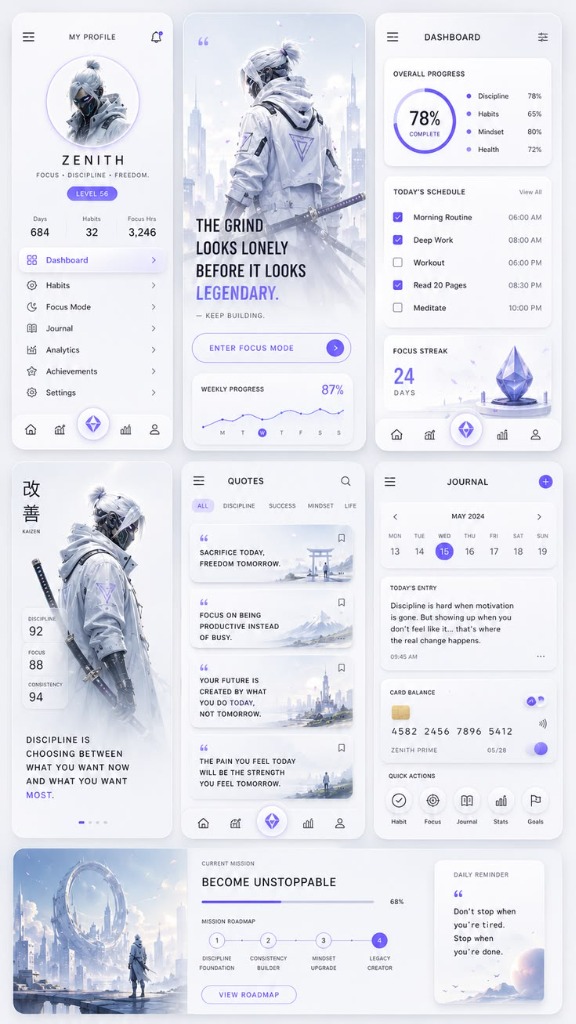 MY PROFILE
ZENITH
FOCUS • DISCIPLINE • FREEDOM.
LEVEL 56
Days Habits Focus Hrs
684 32 3,246
Dashboard
Habits
Focus Mode
Journal
Analytics
Achievements
Settings
“
THE GRIND
LOOKS LONELY
BEFORE IT LOOKS
LEGENDARY.
— KEEP BUILDING.
ENTER FOCUS MODE
WEEKLY PROGRESS 87%
M T W T F S S
DASHBOARD
OVERALL PROGRESS
78%
COMPLETE
Discipline 78%
Habits 65%
Mindset 80%
Health 72%
TODAY'S SCHEDULE View All
Morning Routine 06:00 AM
Deep Work 08:00 AM
Workout 06:00 PM
Read 20 Pages 08:30 PM
Meditate 10:00 PM
FOCUS STREAK
24
DAYS
改
善
KAIZEN
DISCIPLINE
92
FOCUS
88
CONSISTENCY
94
DISCIPLINE IS
CHOOSING BETWEEN
WHAT YOU WANT NOW
AND WHAT YOU WANT
MOST.
QUOTES
ALL DISCIPLINE SUCCESS MINDSET LIFE
“
SACRIFICE TODAY,
FREEDOM TOMORROW.
“
FOCUS ON BEING
PRODUCTIVE INSTEAD
OF BUSY.
“
YOUR FUTURE IS
CREATED BY WHAT
YOU DO TODAY,
NOT TOMORROW.
“
THE PAIN YOU FEEL TODAY
WILL BE THE STRENGTH
YOU FEEL TOMORROW.
JOURNAL
MAY 2024
MON TUE WED THU FRI SAT SUN
13 14 15 16 17 18 19
TODAY'S ENTRY
Discipline is hard when motivation
is gone. But showing up when you
don't feel like it... that's where
the real change happens.
09:45 AM
CARD BALANCE
4582 2456 7896 5412
ZENITH PRIME 05/28
QUICK ACTIONS
Habit Focus Journal Stats Goals
CURRENT MISSION
BECOME UNSTOPPABLE
68%
MISSION ROADMAP
1 2 3 4
DISCIPLINE CONSISTENCY MINDSET LEGACY
FOUNDATION BUILDER UPGRADE CREATOR
VIEW ROADMAP
DAILY REMINDER
“
Don't stop when
you're tired.
Stop when
you're done.